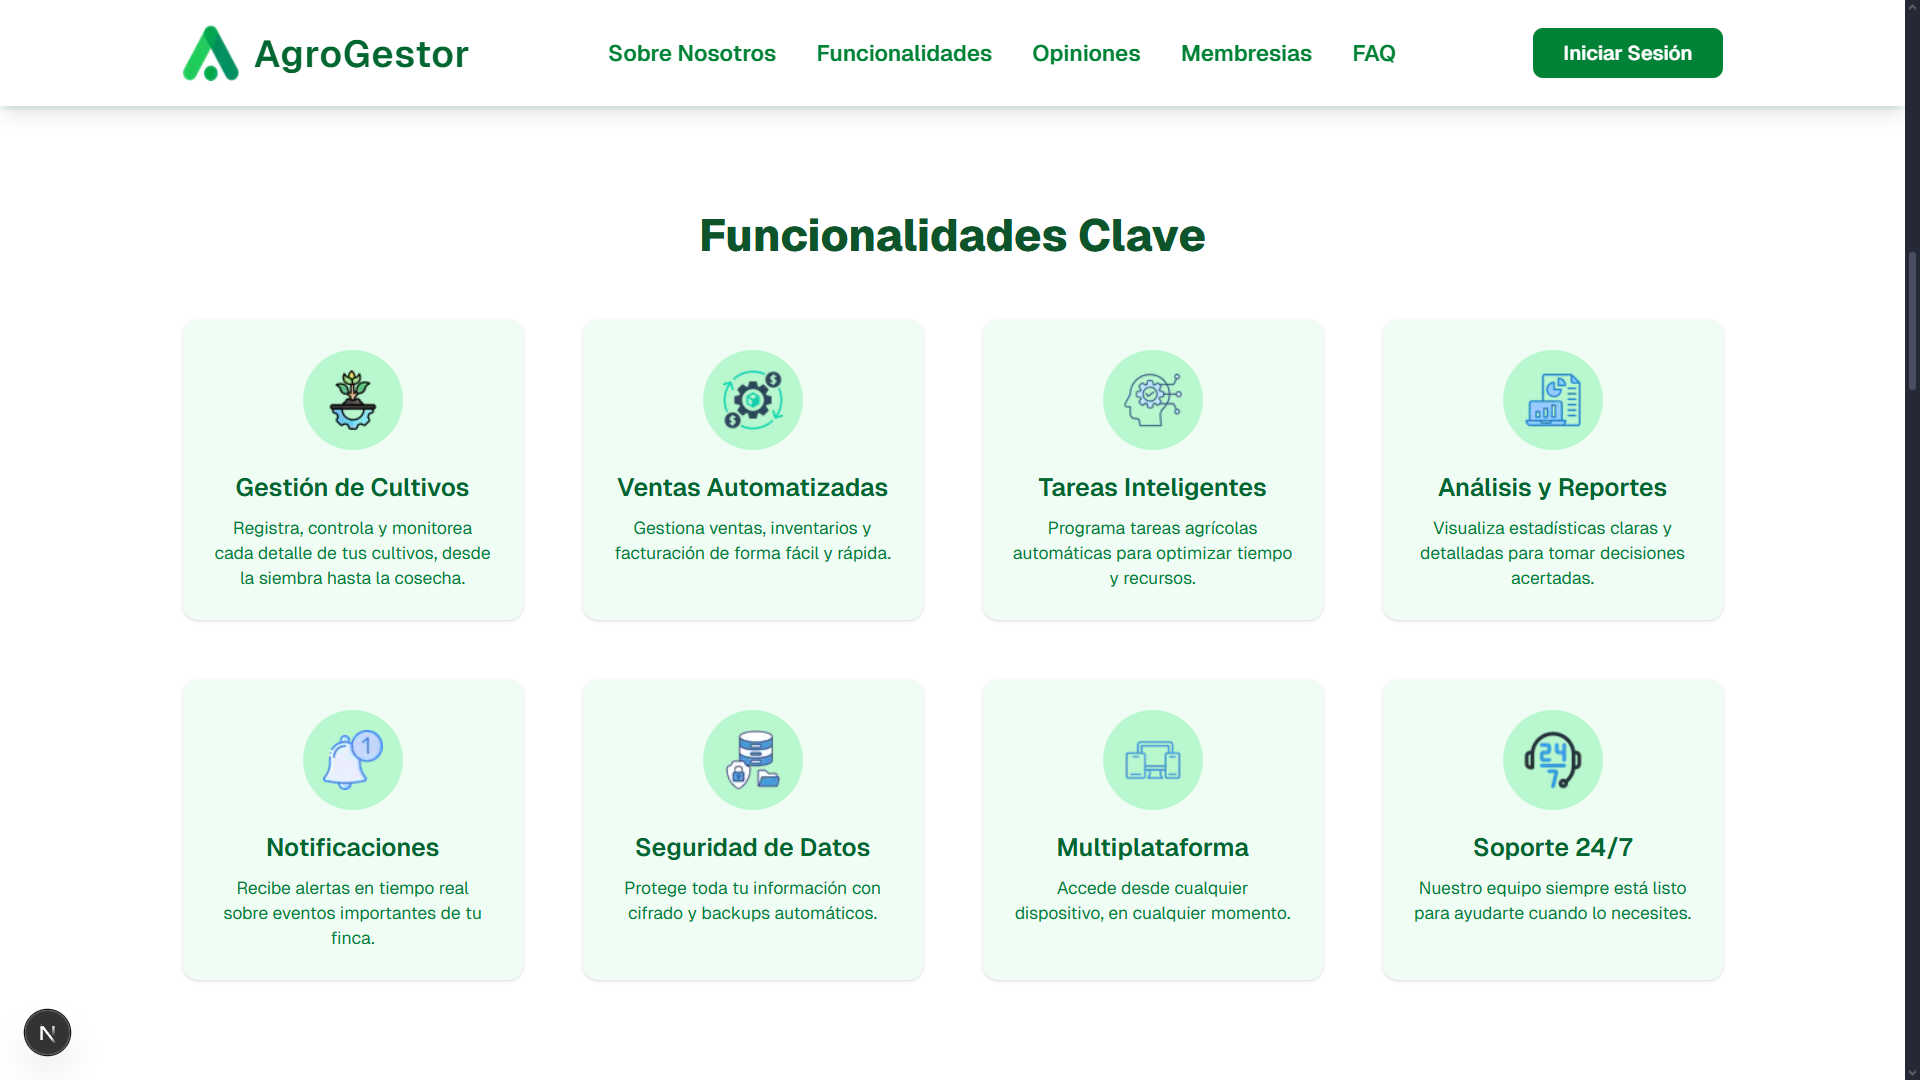 AgroGestor
Sobre Nosotros
Funcionalidades
Opiniones
Membresias
FAQ
Iniciar Sesión
Funcionalidades Clave
Gestión de Cultivos
Registra, controla y monitorea
cada detalle de tus cultivos, desde
la siembra hasta la cosecha.
$
$
Ventas Automatizadas
Gestiona ventas, inventarios y
facturación de forma fácil y rápida.
Tareas Inteligentes
Programa tareas agrícolas
automáticas para optimizar tiempo
y recursos.
Análisis y Reportes
Visualiza estadísticas claras y
detalladas para tomar decisiones
acertadas.
1
Notificaciones
Recibe alertas en tiempo real
sobre eventos importantes de tu
finca.
Seguridad de Datos
Protege toda tu información con
cifrado y backups automáticos.
Multiplataforma
Accede desde cualquier
dispositivo, en cualquier momento.
24
7
Soporte 24/7
Nuestro equipo siempre está listo
para ayudarte cuando lo necesites.
N